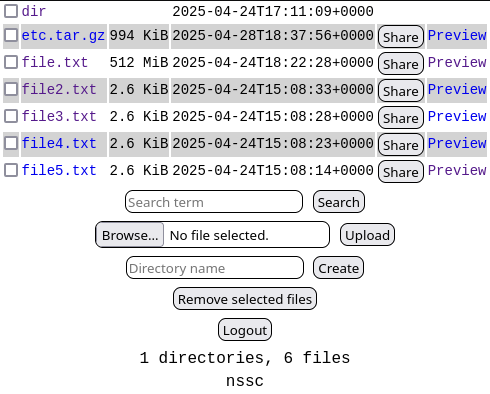 dir 2025-04-24T17:11:09+0000
etc.tar.gz 994 KiB 2025-04-28T18:37:56+0000 Share Preview
file.txt 512 MiB 2025-04-24T18:22:28+0000 Share Preview
file2.txt 2.6 KiB 2025-04-24T15:08:33+0000 Share Preview
file3.txt 2.6 KiB 2025-04-24T15:08:28+0000 Share Preview
file4.txt 2.6 KiB 2025-04-24T15:08:23+0000 Share Preview
file5.txt 2.6 KiB 2025-04-24T15:08:14+0000 Share Preview
Search term Search
Browse... No file selected. Upload
Directory name Create
Remove selected files
Logout
1 directories, 6 files
nssc